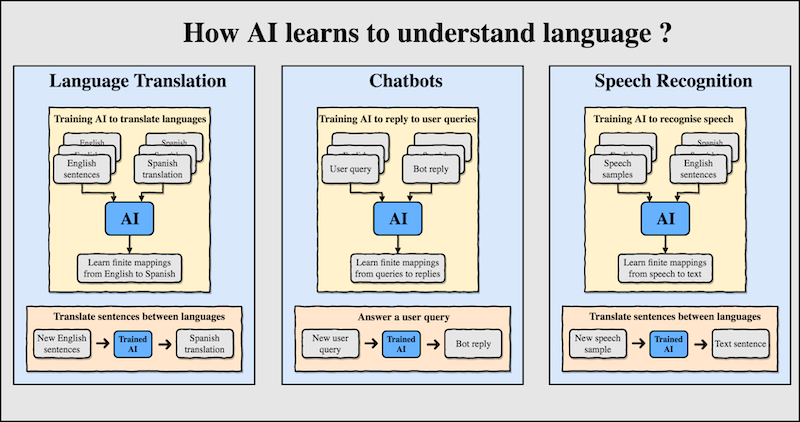 How AI learns to understand language ?
Language Translation
Training AI to translate languages
English
English
English
sentences
Spanish
Spanish
Spanish
translation
AI
Learn finite mappings
from English to Spanish
Translate sentences between languages
New English
sentences
Trained
AI
Spanish
translation
Chatbots
Training AI to reply to user queries
User query
Bot reply
AI
Learn finite mappings
from queries to replies
Answer a user query
New user
query
Trained
AI
Bot reply
Speech Recognition
Training AI to recognise speech
Speech
samples
English
sentences
AI
Learn finite mappings
from speech to text
Translate sentences between languages
New speech
sample
Trained
AI
Text sentence